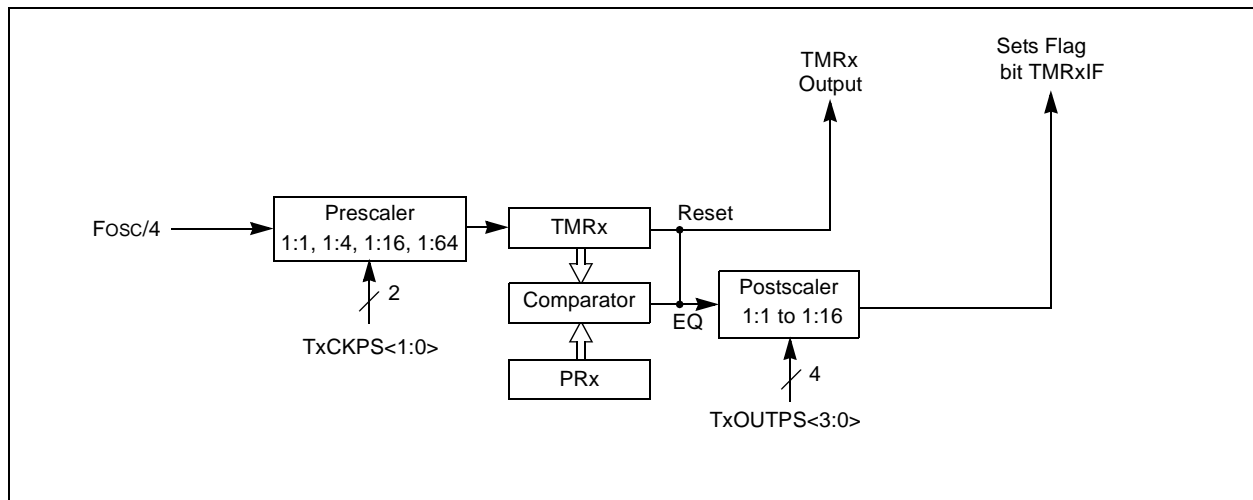 TMRx
Output
Sets Flag
bit TMRxIF
Fosc/4
Prescaler
1:1, 1:4, 1:16, 1:64
2
TxCKPS<1:0>
TMRx
Reset
Comparator
EQ
PRx
Postscaler
1:1 to 1:16
4
TxOUTPS<3:0>